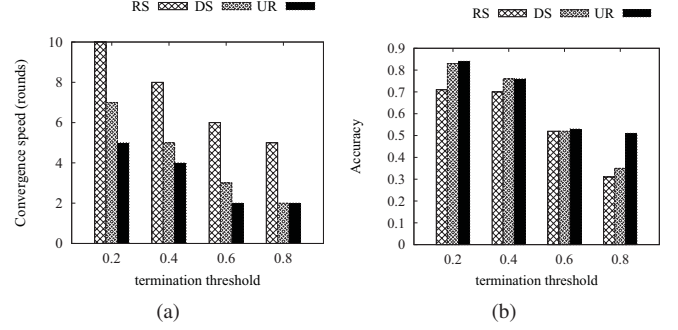 RS DS UR
Convergence speed (rounds)
10
8
6
4
2
0
0.2 0.4 0.6 0.8
termination threshold
(a)
RS DS UR
Accuracy
0.9
0.8
0.7
0.6
0.5
0.4
0.3
0.2
0.1
0
0.2 0.4 0.6 0.8
termination threshold
(b)